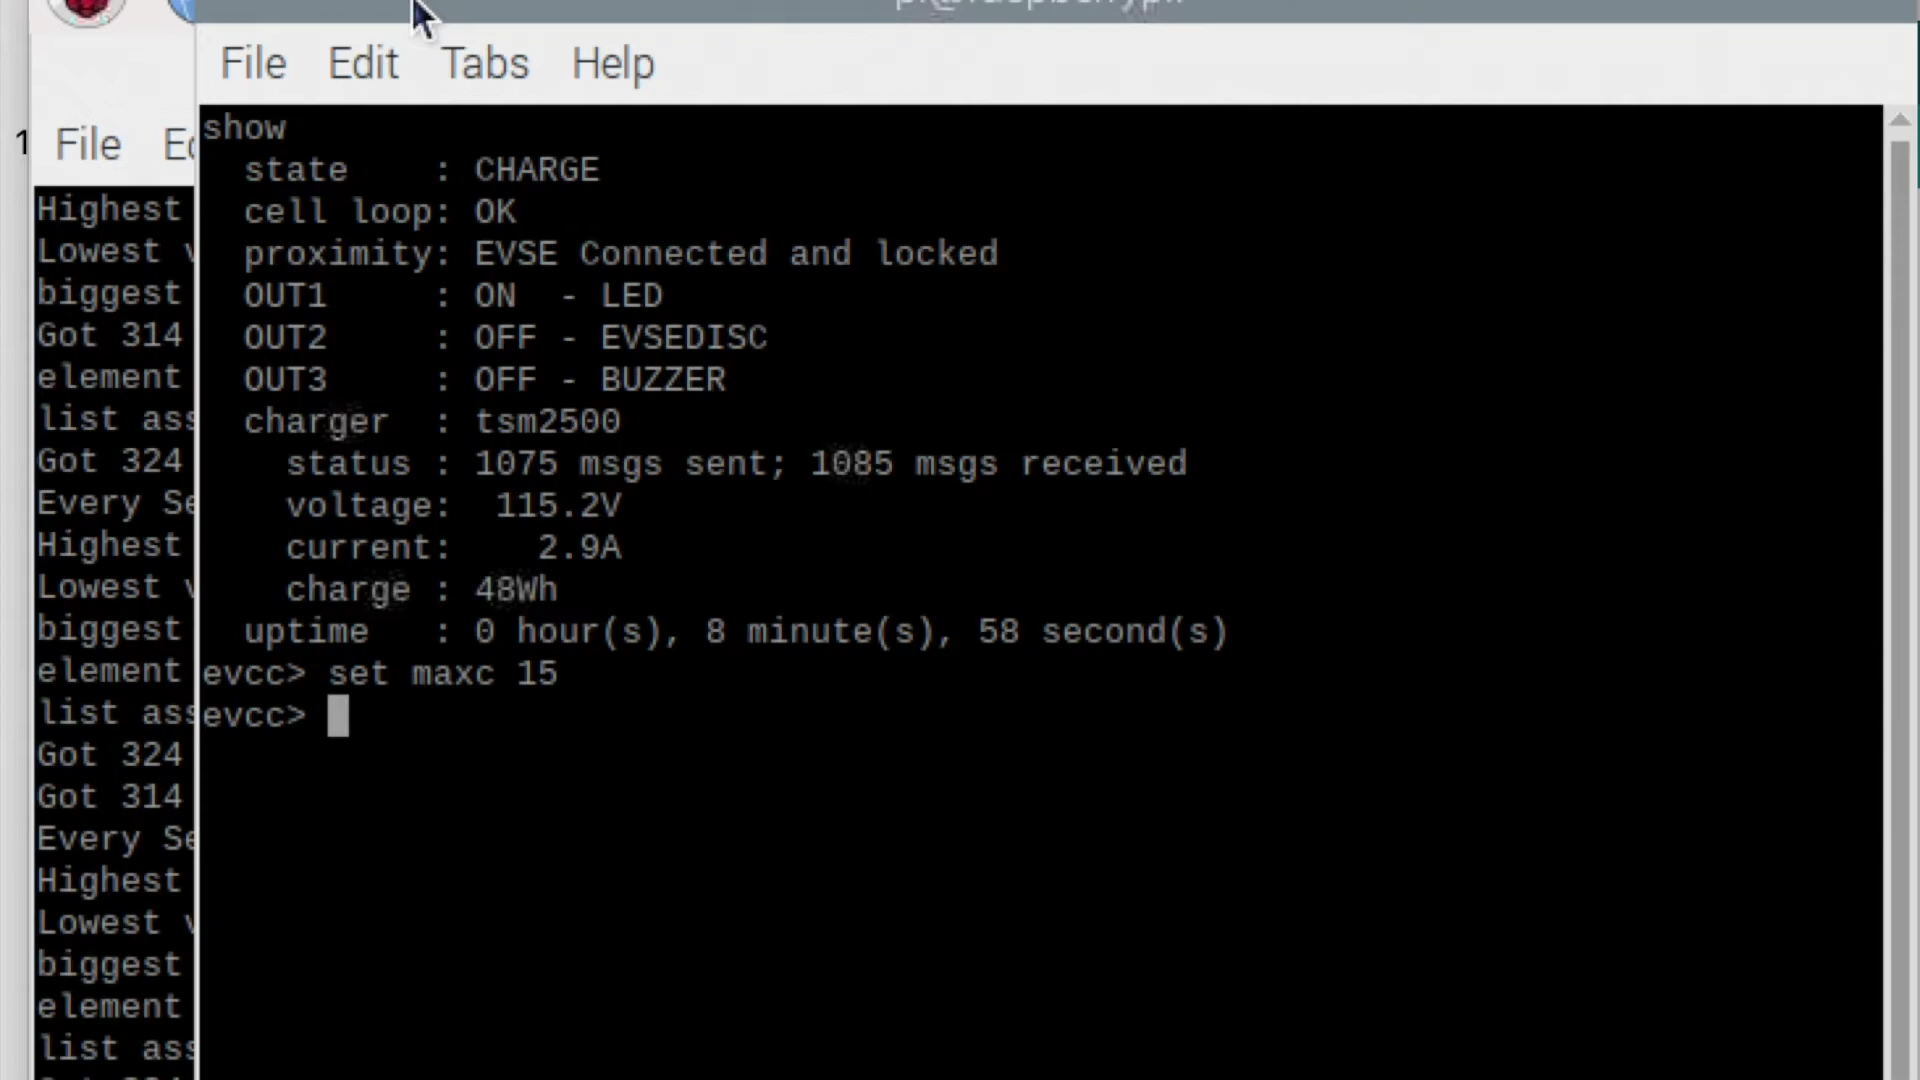 File Edit Tabs Help
show
state : CHARGE
cell loop: OK
proximity: EVSE Connected and locked
OUT1 : ON - LED
OUT2 : OFF - EVSEDISC
OUT3 : OFF - BUZZER
charger : tsm2500
status : 1075 msgs sent; 1085 msgs received
voltage: 115.2V
current: 2.9A
charge : 48Wh
uptime : 0 hour(s), 8 minute(s), 58 second(s)
evcc> set maxc 15
evcc>
1
File
Highest
Lowest
biggest
Got 314
element
list
Got 324
Every
Highest
Lowest
biggest
element
list
Got 324
Got 314
Every
Highest
Lowest
biggest
element
list